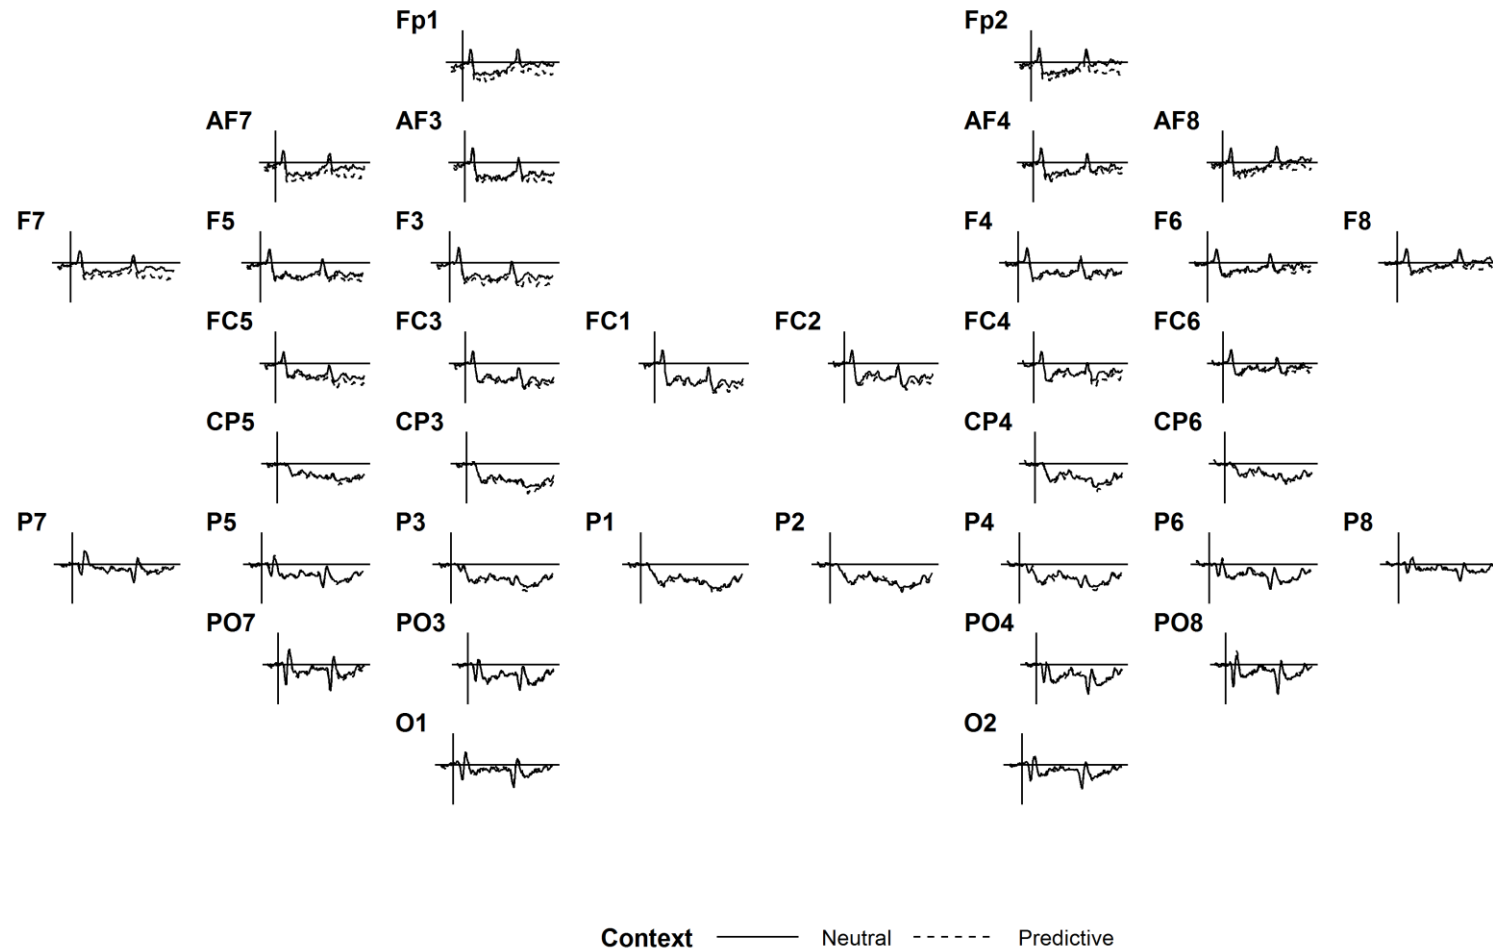 Fp1 Fp2
AF7 AF3 AF4 AF8
F7 F5 F3 F4 F6 F8
FC5 FC3 FC1 FC2 FC4 FC6
CP5 CP3 CP4 CP6
P7 P5 P3 P1 P2 P4 P6 P8
PO7 PO3 PO4 PO8
O1 O2
Context Neutral Predictive